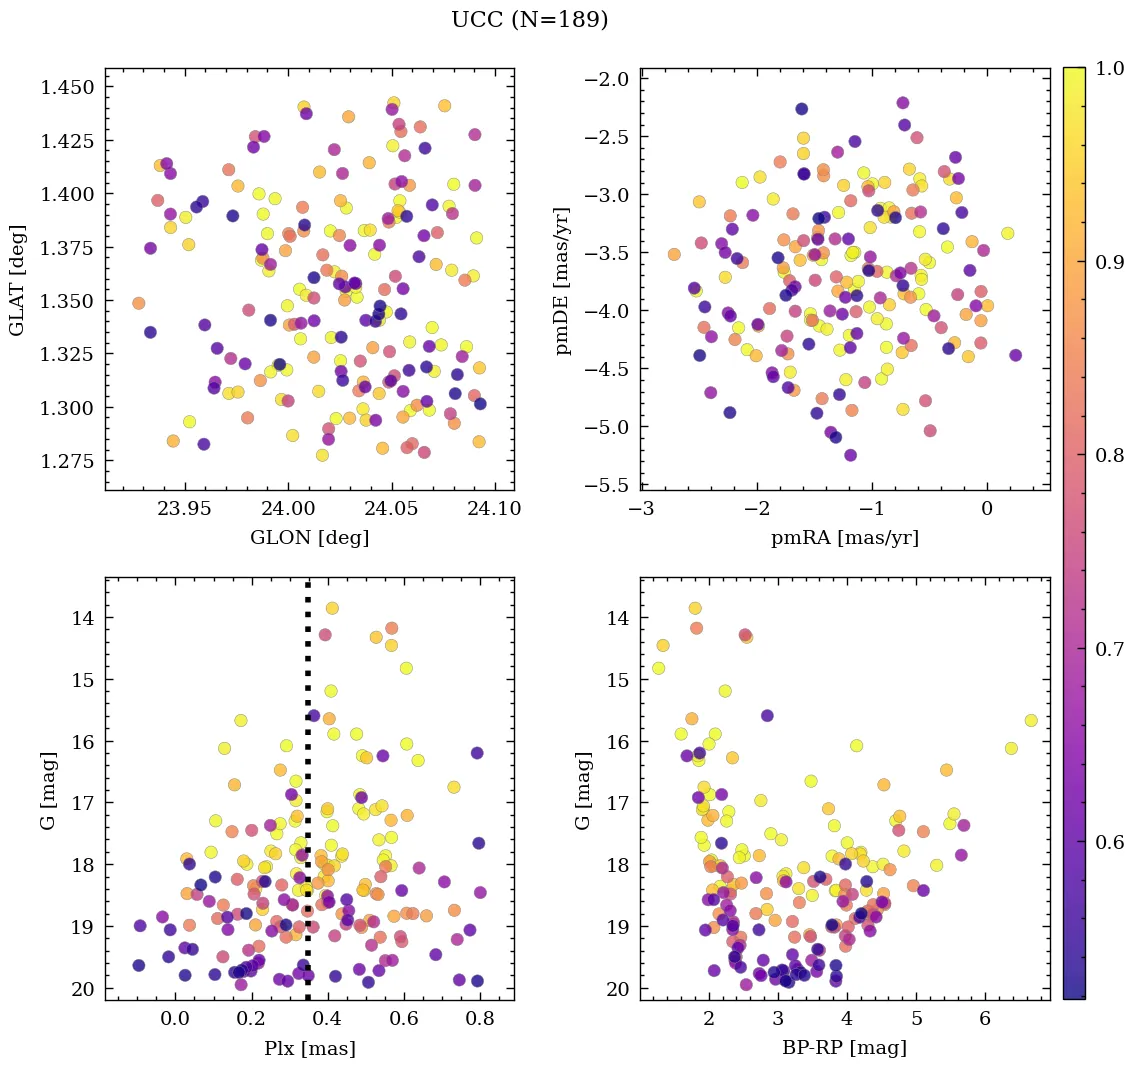 UCC (N=189)
1.450
1.425
1.400
1.375
1.350
1.325
1.300
1.275
GLAT [deg]
23.95 24.00 24.05 24.10
GLON [deg]
−2.0
−2.5
−3.0
−3.5
−4.0
−4.5
−5.0
−5.5
pmDE [mas/yr]
−3 −2 −1 0
pmRA [mas/yr]
1.0
0.9
0.8
0.7
0.6
14
15
16
17
18
19
20
G [mag]
0.0 0.2 0.4 0.6 0.8
Plx [mas]
14
15
16
17
18
19
20
G [mag]
2 3 4 5 6
BP-RP [mag]